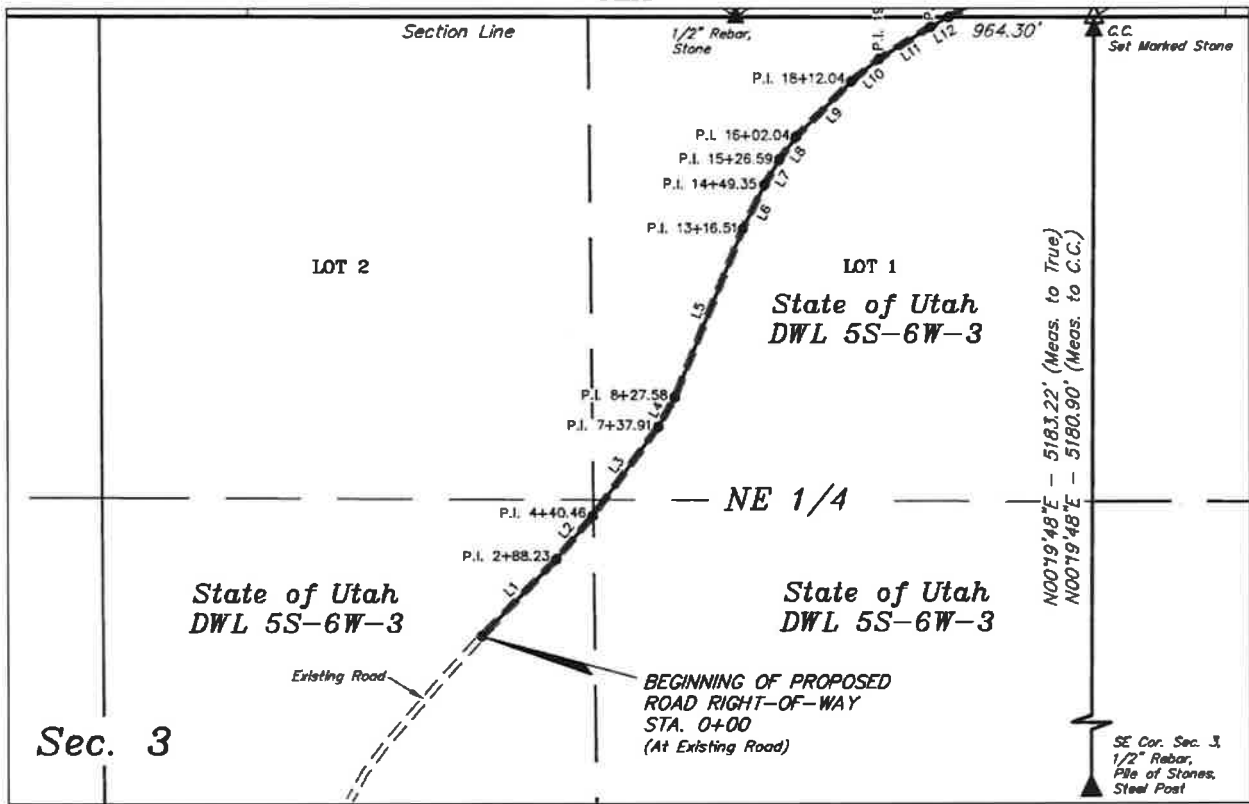 Section Line
1/2" Rebar,
Stone
P.I. 19
P.
L12
964.30'
C.C.
Set Marked Stone
L11
L10
P.I. 18+12.04
L9
P.I. 16+02.04
L8
P.I. 15+26.59
L7
P.I. 14+49.35
L6
P.I. 13+16.51
LOT 2
LOT 1
State of Utah
DWL 5S-6W-3
L5
N00°19'48"E - 5183.22' (Meas. to True)
N00°19'48"E - 5180.90' (Meas. to C.C.)
P.I. 8+27.58
L4
P.I. 7+37.91
L3
NE 1/4
P.I. 4+40.46
L2
P.I. 2+88.23
L1
State of Utah
DWL 5S-6W-3
State of Utah
DWL 5S-6W-3
Existing Road
BEGINNING OF PROPOSED
ROAD RIGHT-OF-WAY
STA. 0+00
(At Existing Road)
Sec. 3
SE Cor. Sec. 3,
1/2" Rebar,
Pile of Stones,
Steel Post